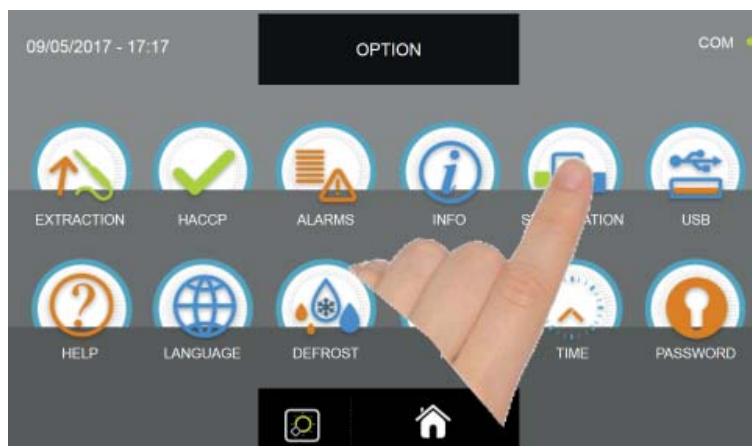 09/05/2017 - 17:17
OPTION
COM
EXTRACTION
HACCP
ALARMS
INFO
USB
HELP
LANGUAGE
DEFROST
TIME
PASSWORD